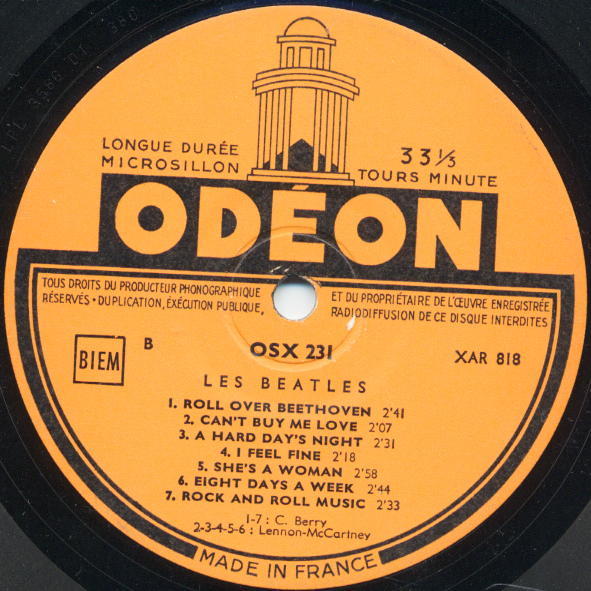 LONGUE DURÉE
MICROSILLON
33 1/3
TOURS MINUTE
ODÉON
TOUS DROITS DU PRODUCTEUR PHONOGRAPHIQUE
RÉSERVÉS • DUPLICATION, ÉXÉCUTION PUBLIQUE,
ET DU PROPRIÉTAIRE DE L'ŒUVRE ENREGISTRÉE
RADIODIFFUSION DE CE DISQUE INTERDITES
BIEM
B
OSX 231
XAR 818
LES BEATLES
1. ROLL OVER BEETHOVEN 2'41
2. CAN'T BUY ME LOVE 2'07
3. A HARD DAY'S NIGHT 2'31
4. I FEEL FINE 2'18
5. SHE'S A WOMAN 2'58
6. EIGHT DAYS A WEEK 2'44
7. ROCK AND ROLL MUSIC 2'33
1-7 : C. Berry
2-3-4-5-6 : Lennon-McCartney
MADE IN FRANCE